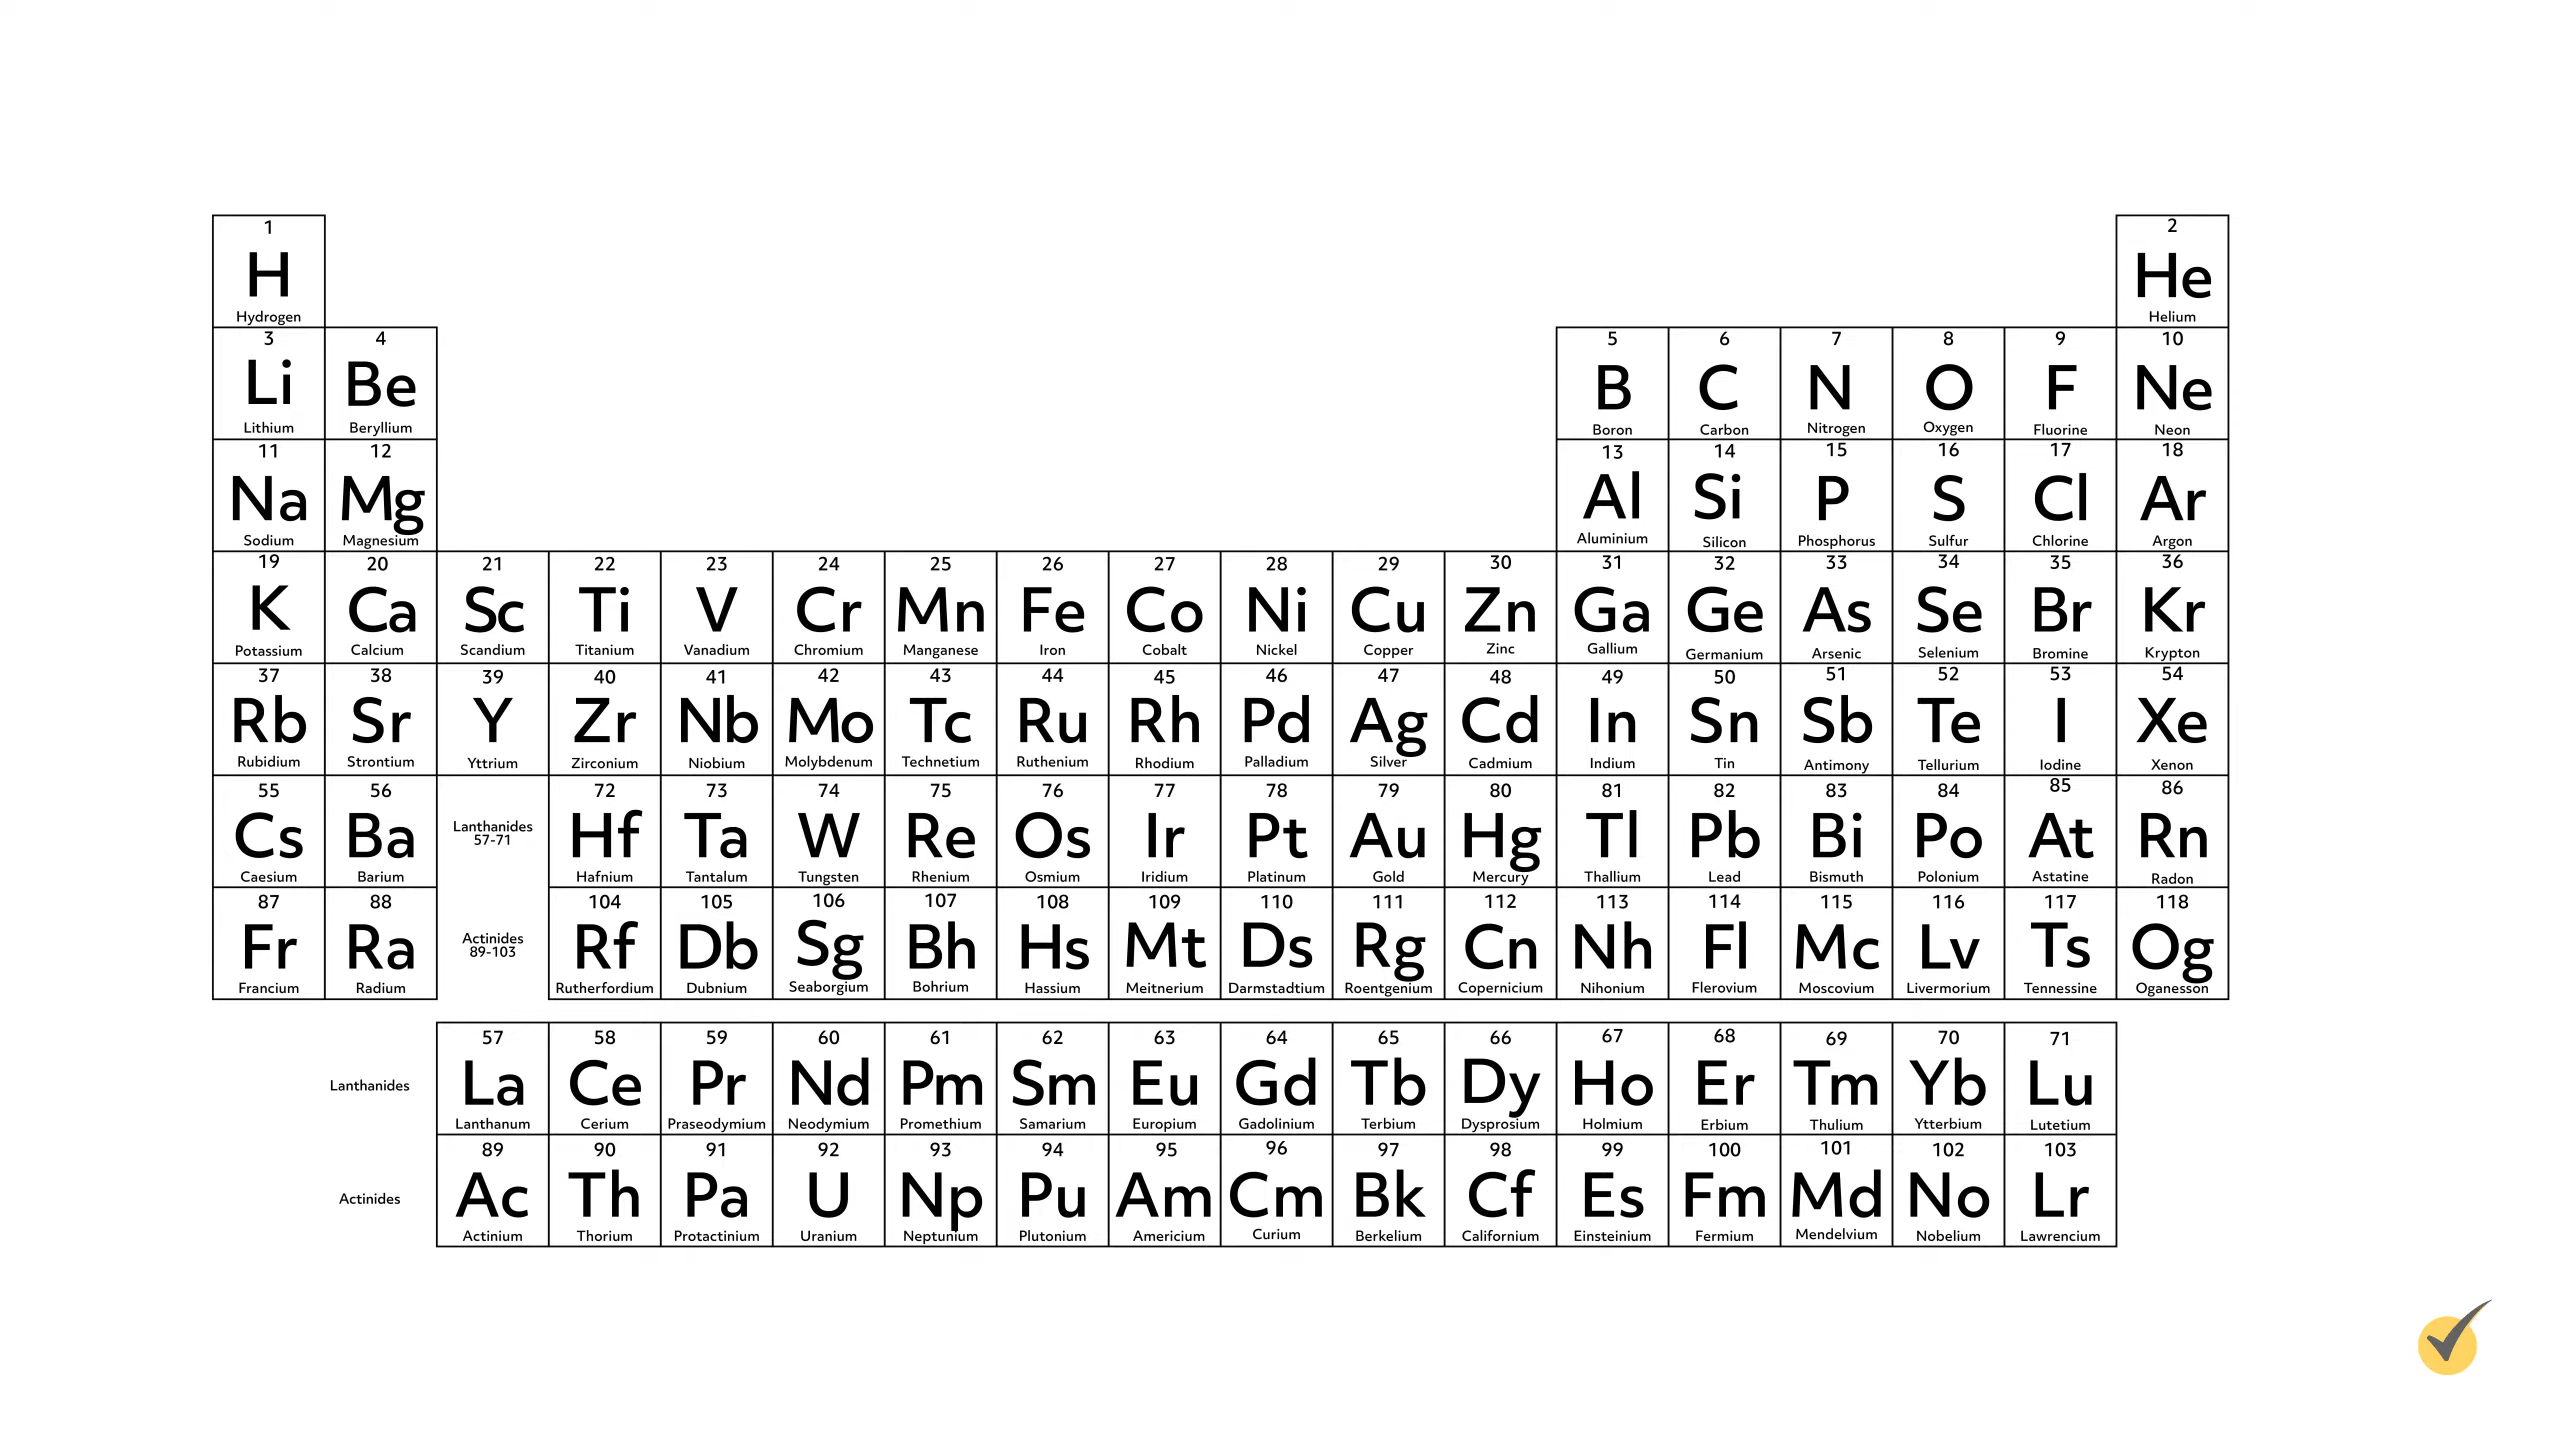 1 2
H He
Hydrogen Helium
3 4 5 6 7 8 9 10
Li Be B C N O F Ne
Lithium Beryllium Boron Carbon Nitrogen Oxygen Fluorine Neon
11 12 13 14 15 16 17 18
Na Mg Al Si P S Cl Ar
Sodium Magnesium Aluminium Silicon Phosphorus Sulfur Chlorine Argon
19 20 21 22 23 24 25 26 27 28 29 30 31 32 33 34 35 36
K Ca Sc Ti V Cr Mn Fe Co Ni Cu Zn Ga Ge As Se Br Kr
Potassium Calcium Scandium Titanium Vanadium Chromium Manganese Iron Cobalt Nickel Copper Zinc Gallium Germanium Arsenic Selenium Bromine Krypton
37 38 39 40 41 42 43 44 45 46 47 48 49 50 51 52 53 54
Rb Sr Y Zr Nb Mo Tc Ru Rh Pd Ag Cd In Sn Sb Te I Xe
Rubidium Strontium Yttrium Zirconium Niobium Molybdenum Technetium Ruthenium Rhodium Palladium Silver Cadmium Indium Tin Antimony Tellurium Iodine Xenon
55 56 72 73 74 75 76 77 78 79 80 81 82 83 84 85 86
Cs Ba Lanthanides 57-71 Hf Ta W Re Os Ir Pt Au Hg Tl Pb Bi Po At Rn
Caesium Barium Hafnium Tantalum Tungsten Rhenium Osmium Iridium Platinum Gold Mercury Thallium Lead Bismuth Polonium Astatine Radon
87 88 104 105 106 107 108 109 110 111 112 113 114 115 116 117 118
Fr Ra Actinides 89-103 Rf Db Sg Bh Hs Mt Ds Rg Cn Nh Fl Mc Lv Ts Og
Francium Radium Rutherfordium Dubnium Seaborgium Bohrium Hassium Meitnerium Darmstadtium Roentgenium Copernicium Nihonium Flerovium Moscovium Livermorium Tennessine Oganesson
57 58 59 60 61 62 63 64 65 66 67 68 69 70 71
Lanthanides La Ce Pr Nd Pm Sm Eu Gd Tb Dy Ho Er Tm Yb Lu
Lanthanum Cerium Praseodymium Neodymium Promethium Samarium Europium Gadolinium Terbium Dysprosium Holmium Erbium Thulium Ytterbium Lutetium
89 90 91 92 93 94 95 96 97 98 99 100 101 102 103
Actinides Ac Th Pa U Np Pu Am Cm Bk Cf Es Fm Md No Lr
Actinium Thorium Protactinium Uranium Neptunium Plutonium Americium Curium Berkelium Californium Einsteinium Fermium Mendelvium Nobelium Lawrencium